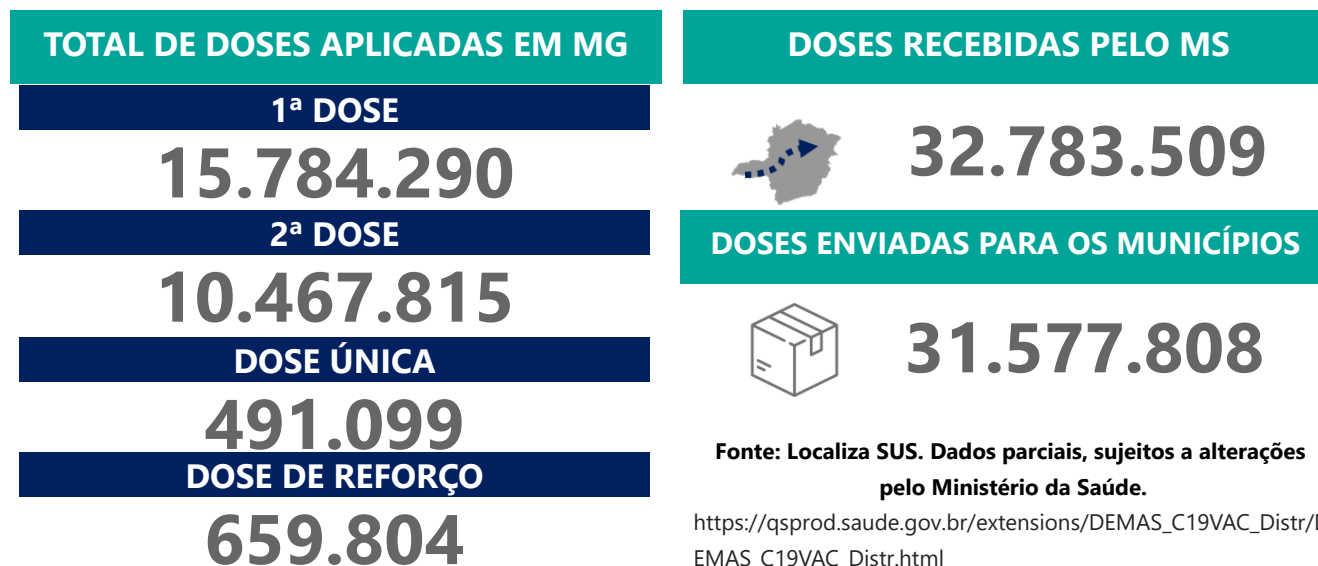 TOTAL DE DOSES APLICADAS EM MG
1ª DOSE
15.784.290
2ª DOSE
10.467.815
DOSE ÚNICA
491.099
DOSE DE REFORÇO
659.804
DOSES RECEBIDAS PELO MS
32.783.509
DOSES ENVIADAS PARA OS MUNICÍPIOS
31.577.808
Fonte: Localiza SUS. Dados parciais, sujeitos a alterações
pelo Ministério da Saúde.
https://qsprod.saude.gov.br/extensions/DEMAS_C19VAC_Distr/
EMAS_C19VAC_Distr.html